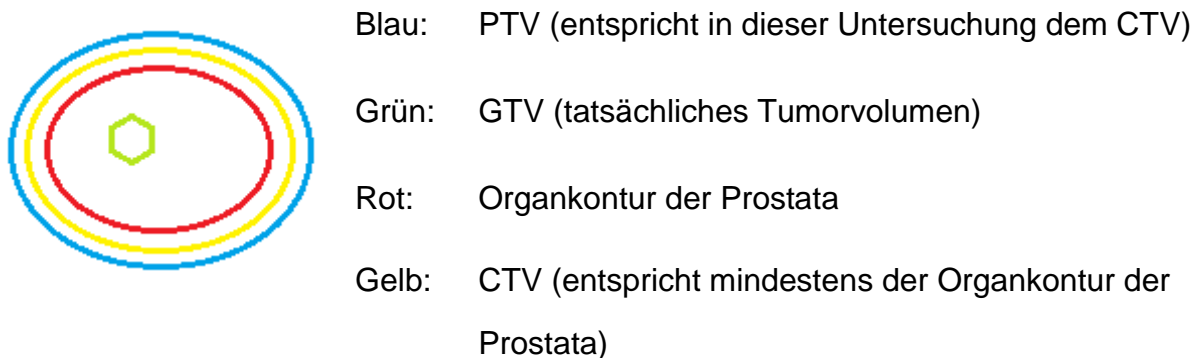 Blau: PTV (entspricht in dieser Untersuchung dem CTV)
Grün: GTV (tatsächliches Tumorvolumen)
Rot: Organkontur der Prostata
Gelb: CTV (entspricht mindestens der Organkontur der
Prostata)